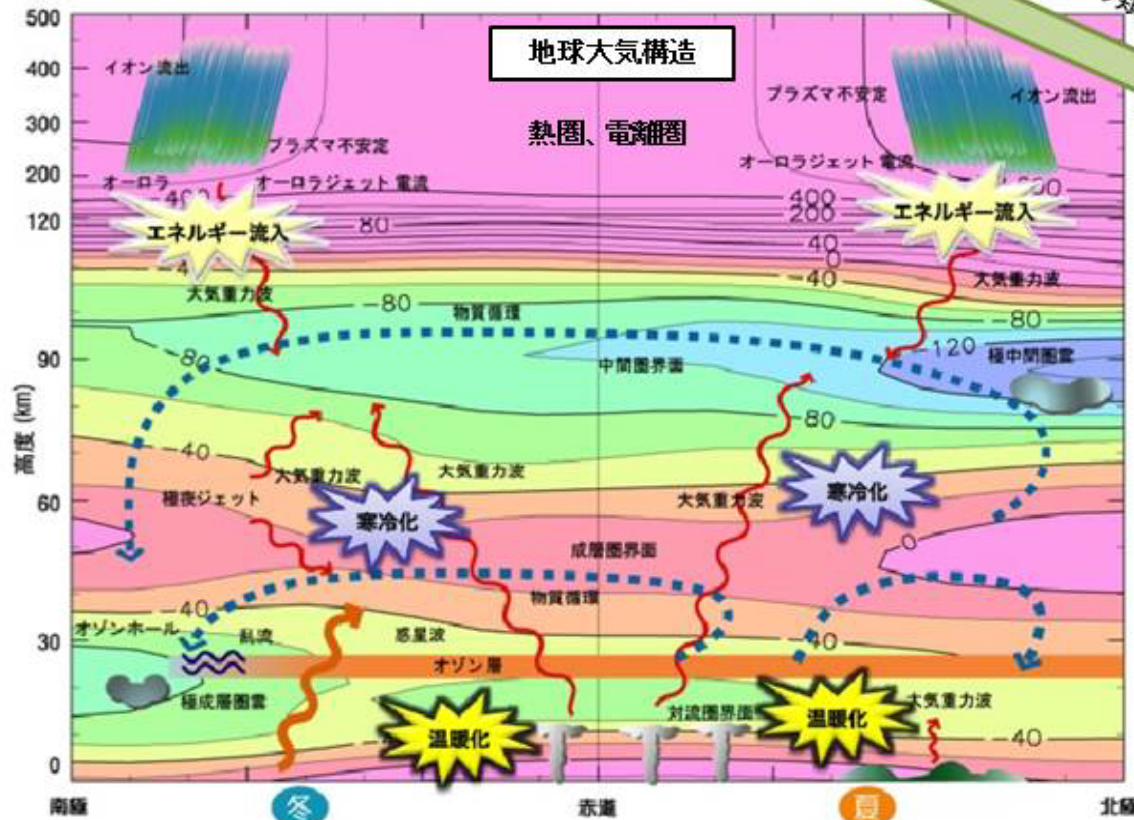 地球大気構造
熱圏、電離圏
500
400
300
200
120
90
60
30
0
高度 (km)
イオン流出
プラズマ不安定
オーロラ
オーロラジェット電流
エネルギー流入
80
大気重力波
プラズマ不安定
イオン流出
オーロラジェット電流
400
200
40
0
-40
エネルギー流入
大気重力波
-80
-80
物質循環
-80
中間圏界面
-120
極中間圏雲
-80
-40
大気重力波
大気重力波
極夜ジェット
寒冷化
大気重力波
寒冷化
成層圏界面
0
物質循環
-40
オゾンホール
乱流
惑星波
オゾン層
-40
極成層圏雲
温暖化
対流圏界面
温暖化
大気重力波
-40
南極
冬
赤道
夏
北極